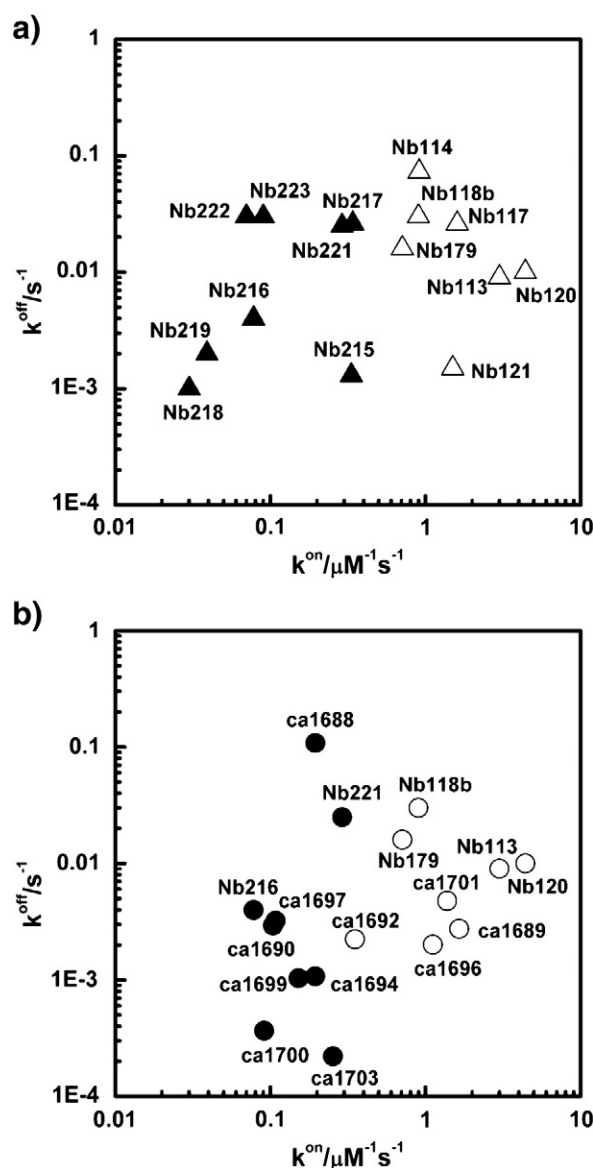 a)
1
Nb114
0.1
Nb223
Nb217
Nb118b
Nb222
Nb117
Nb221
Nb179
k^off/s^-1
0.01
Nb113
Nb120
Nb216
Nb219
Nb215
Nb121
1E-3
Nb218
1E-4
0.01 0.1 1 10
k^on/μM^-1s^-1
b)
1
ca1688
0.1
Nb221
Nb118b
Nb113
k^off/s^-1
0.01
Nb179
Nb120
Nb216
ca1697
ca1701
ca1692
ca1690
ca1689
ca1696
1E-3
ca1699
ca1694
ca1700
ca1703
1E-4
0.01 0.1 1 10
k^on/μM^-1s^-1